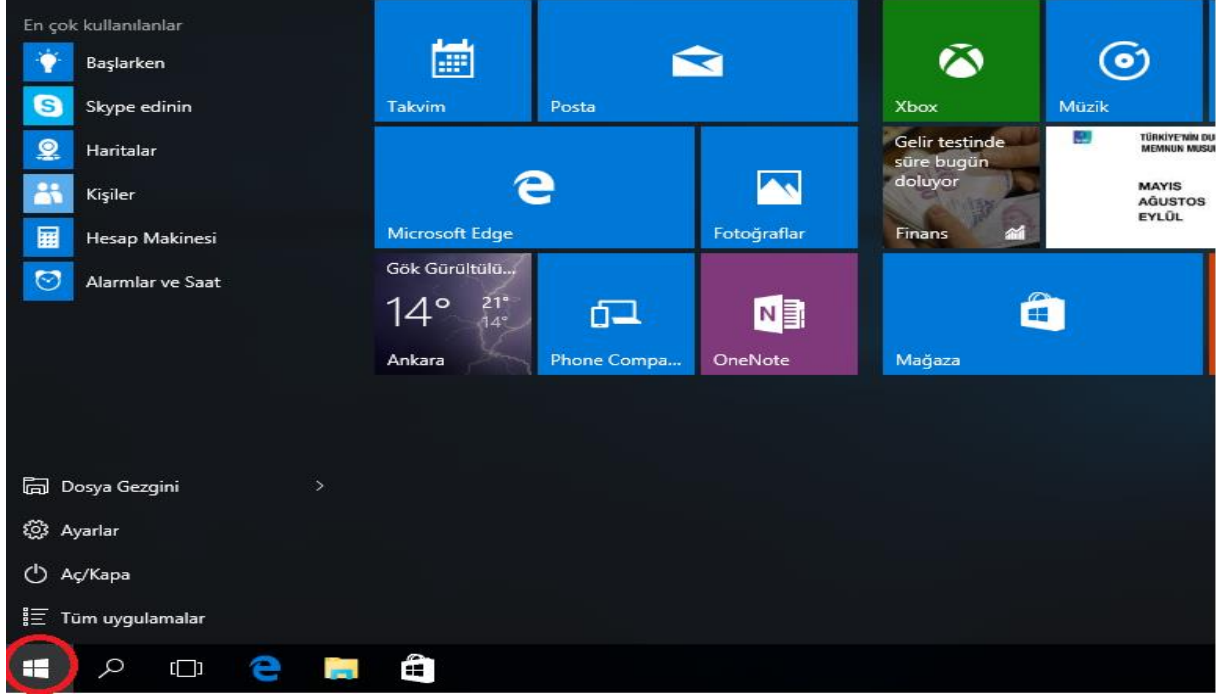 En çok kullanılanlar
Başlarken
Skype edinin
Haritalar
Kişiler
Hesap Makinesi
Alarmlar ve Saat
Dosya Gezgini
Ayarlar
Aç/Kapa
Tüm uygulamalar
Takvim
Posta
Microsoft Edge
Fotoğraflar
Gök Gürültülü...
14° 21°
14°
Ankara
Phone Compa...
OneNote
Xbox
Müzik
Gelir testinde
süre bugün
doluyor
Finans
TÜRKİYE'NİN
MEMNUN
MAYIS
AĞUSTOS
EYLÜL
Mağaza